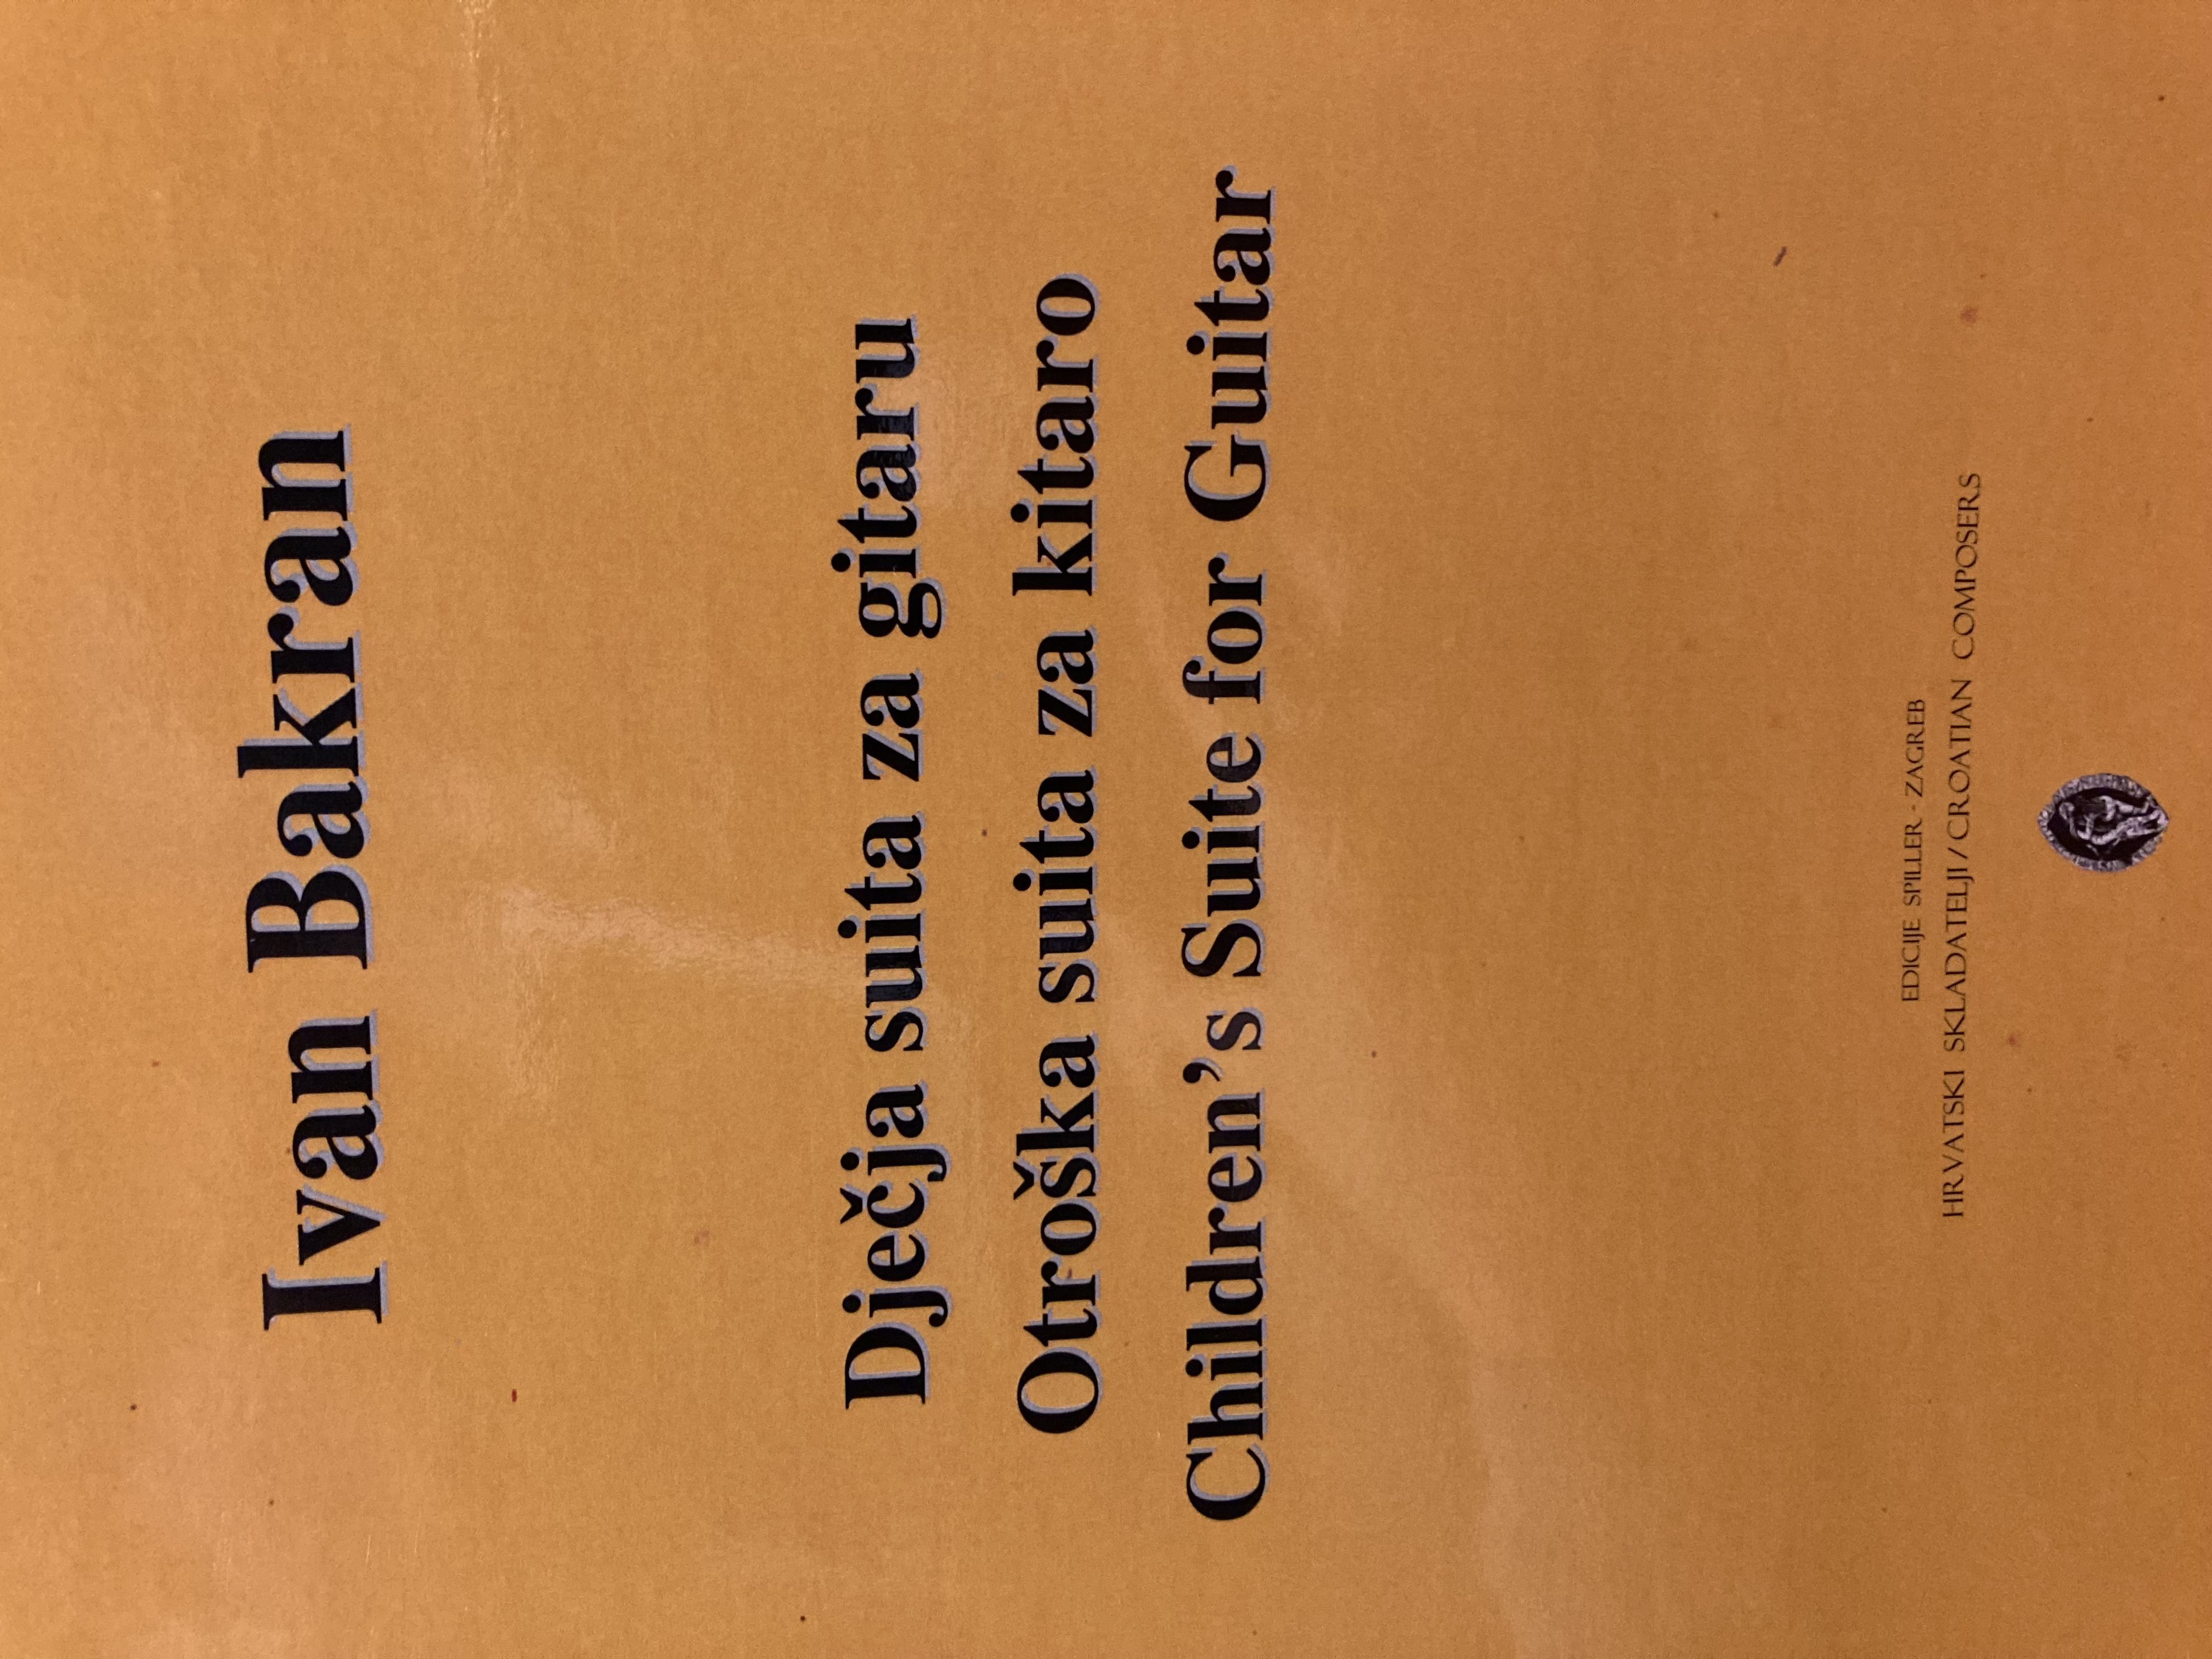 Ivan Bakran
Dječja suita za gitaru
Otroška suita za kitaro
Children's Suite for Guitar
EDICIJE SPILLER - ZAGREB
HRVATSKI SKLADATELJI / CROATIAN COMPOSERS